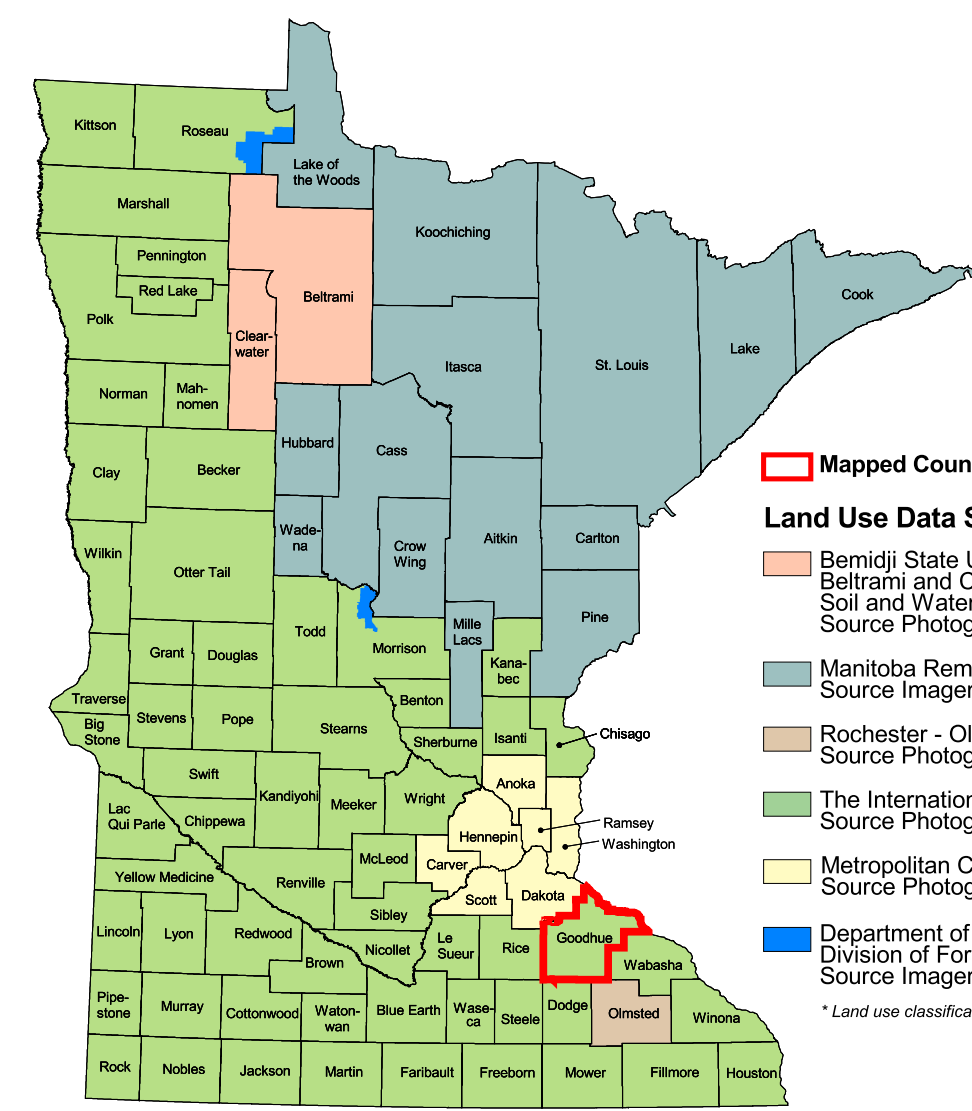 Kittson
Roseau
Lake of
the Woods
Marshall
Koochiching
Pennington
Red Lake
Beltrami
Cook
Polk
Clear-
water
Itasca
St. Louis
Lake
Norman
Mah-
nomen
Hubbard
Cass
Clay
Becker
Wade-
na
Crow
Wing
Aitkin
Carlton
Wilkin
Otter Tail
Todd
Mille
Lacs
Pine
Grant
Douglas
Morrison
Kana-
bec
Traverse
Benton
Big
Stone
Stevens
Pope
Stearns
Sherburne
Isanti
Chisago
Swift
Anoka
Kandiyohi
Meeker
Wright
Lac
Qui Parle
Chippewa
Hennepin
Ramsey
Washington
McLeod
Carver
Yellow Medicine
Renville
Scott
Dakota
Sibley
Lincoln
Lyon
Redwood
Nicollet
Le
Sueur
Rice
Goodhue
Brown
Wabasha
Pipe-
stone
Murray
Cottonwood
Waton-
wan
Blue Earth
Wase-
ca
Steele
Dodge
Olmsted
Winona
Rock
Nobles
Jackson
Martin
Faribault
Freeborn
Mower
Fillmore
Houston
Mapped Coun
Land Use Data S
Bemidji State U
Beltrami and C
Soil and Water
Source Photog
Manitoba Rem
Source Imager
Rochester - Ol
Source Photog
The Internation
Source Photog
Metropolitan C
Source Photog
Department of
Division of For
Source Imager
* Land use classifica